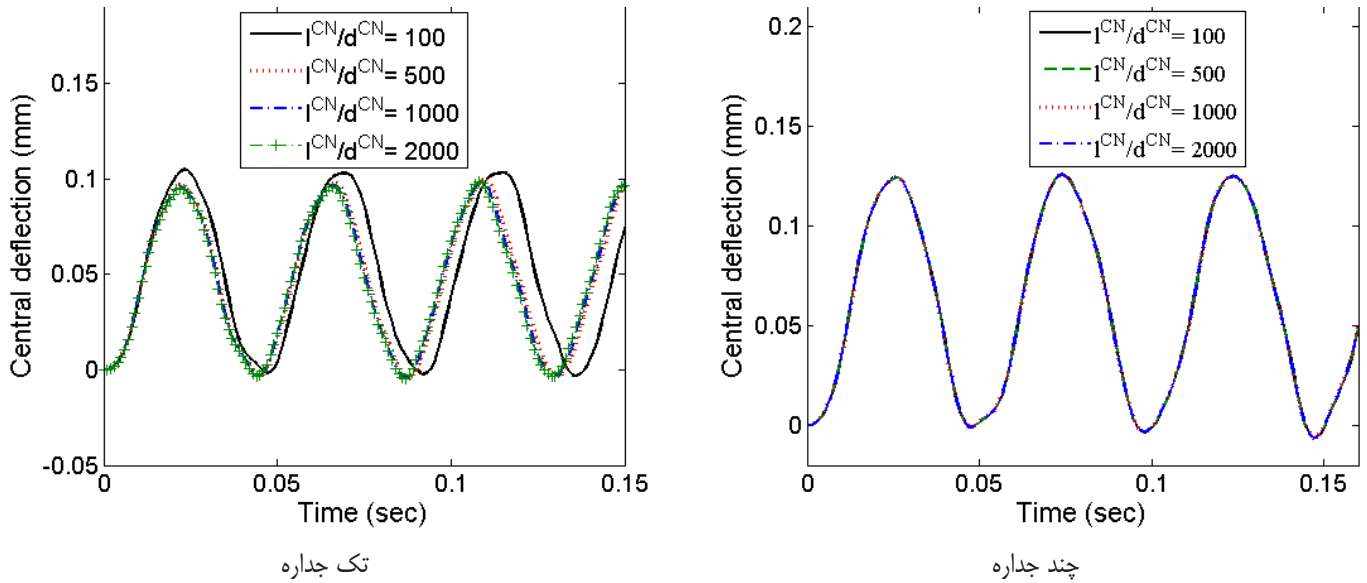 l^CN/d^CN= 100
l^CN/d^CN= 500
l^CN/d^CN= 1000
l^CN/d^CN= 2000
0.15
0.1
0.05
0
-0.05
Central deflection (mm)
0
0.05
0.1
0.15
Time (sec)
تک جداره
l^CN/d^CN= 100
l^CN/d^CN= 500
l^CN/d^CN= 1000
l^CN/d^CN= 2000
0.2
0.15
0.1
0.05
0
Central deflection (mm)
0
0.05
0.1
0.15
Time (sec)
چند جداره